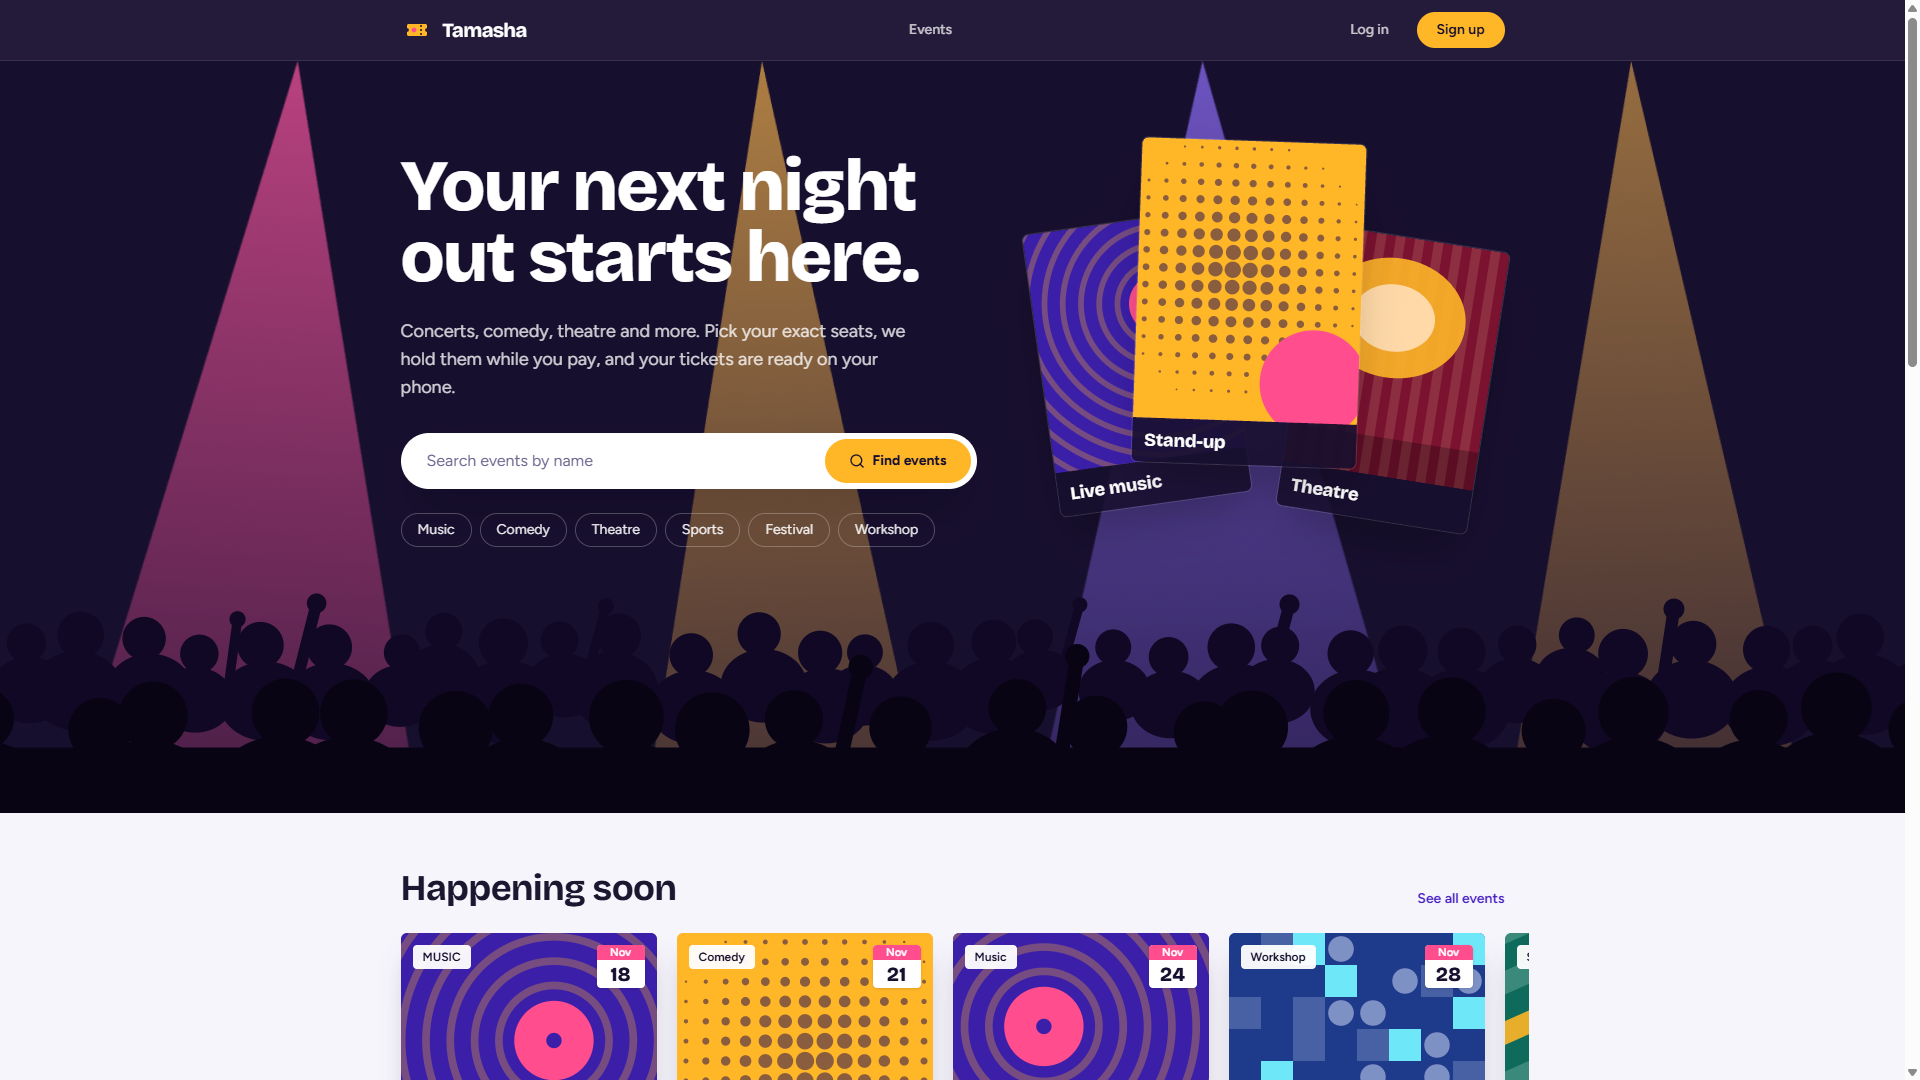 Tamasha
Events
Log in
Sign up
Your next night
out starts here.
Concerts, comedy, theatre and more. Pick your exact seats, we
hold them while you pay, and your tickets are ready on your
phone.
Search events by name
Find events
Music
Comedy
Theatre
Sports
Festival
Workshop
Live music
Stand-up
Theatre
Happening soon
See all events
MUSIC
Nov
18
Comedy
Nov
21
Music
Nov
24
Workshop
Nov
28